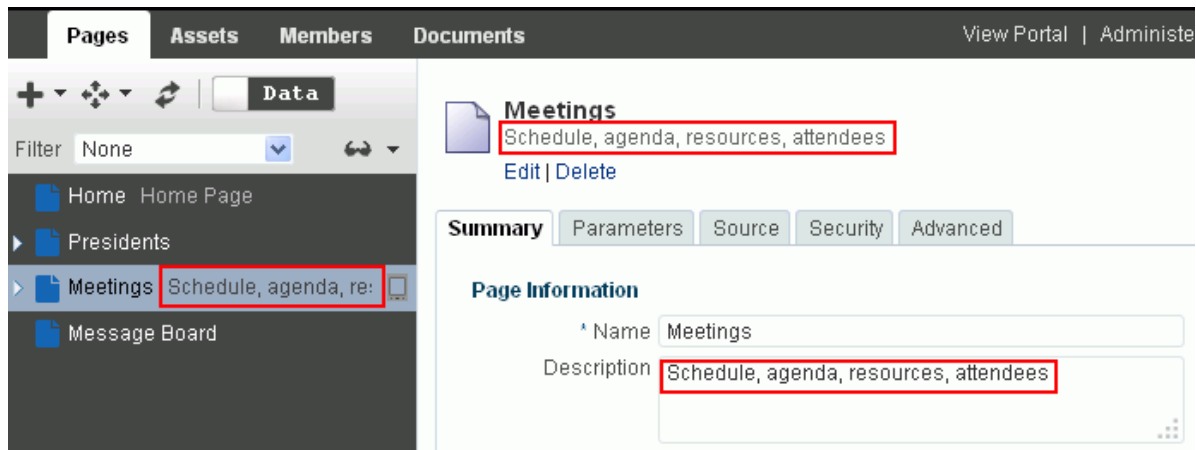 Pages Assets Members Documents View Portal | Administe
Data
Filter None
Home Home Page
Presidents
Meetings Schedule, agenda, re
Message Board
Meetings
Schedule, agenda, resources, attendees
Edit | Delete
Summary Parameters Source Security Advanced
Page Information
* Name Meetings
Description Schedule, agenda, resources, attendees